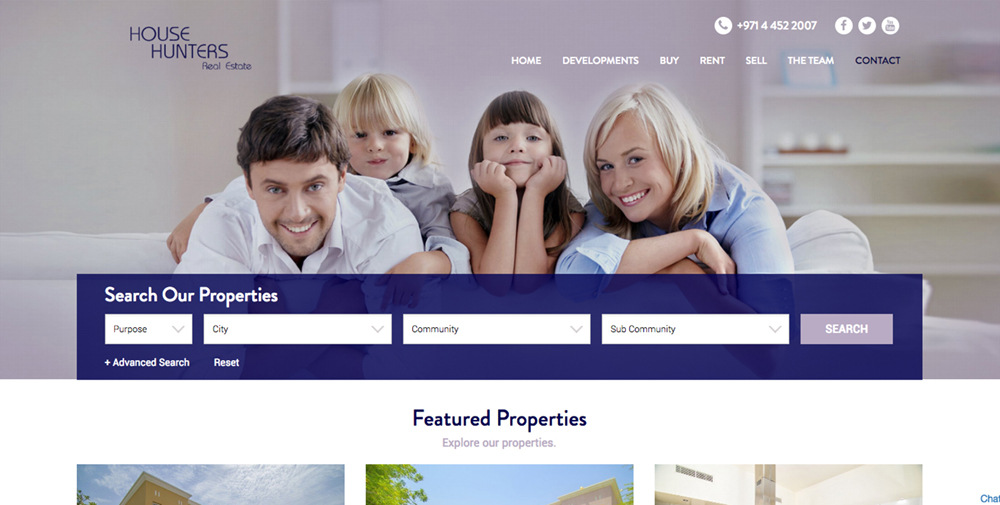 HOUSE
HUNTERS
Real Estate
+971 4 452 2007
HOME DEVELOPMENTS BUY RENT SELL THE TEAM CONTACT
Search Our Properties
Purpose City Community Sub Community SEARCH
+ Advanced Search Reset
Featured Properties
Explore our properties.
Chat